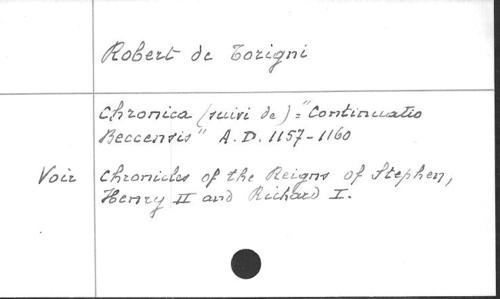 Robert de Torigni
Chronica (suivi de) = "Continuatio
Beccensis" A.D. 1157-1160
Voir Chronicles of the Reigns of Stephen,
Henry II and Richard I.